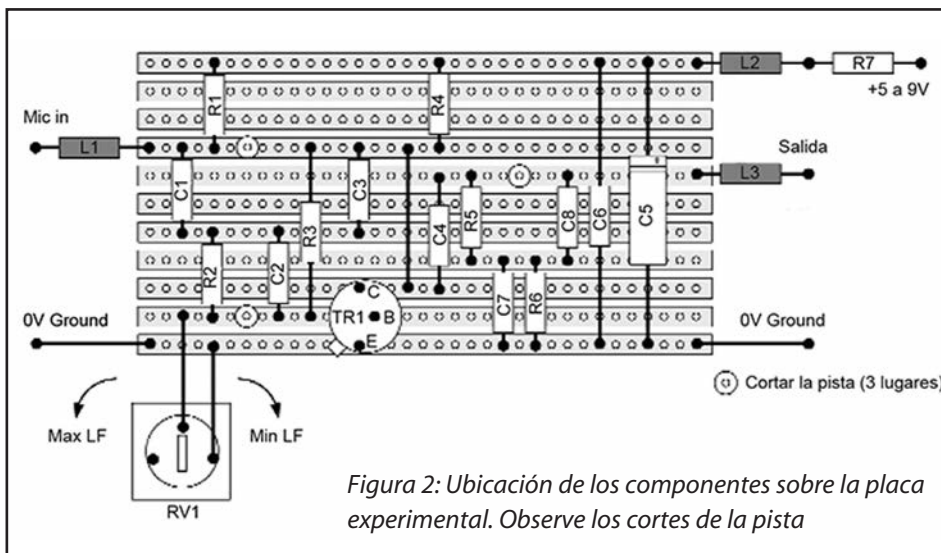 L2
R7
+5 a 9V
R1
R4
Mic in
L1
Salida
L3
C1
C3
R3
C4
R5
C8
C6
C5
R2
C2
C
TR1
B
E
C7
R6
0V Ground
0V Ground
Cortar la pista (3 lugares)
Max LF
Min LF
RV1
Figura 2: Ubicación de los componentes sobre la placa
experimental. Observe los cortes de la pista